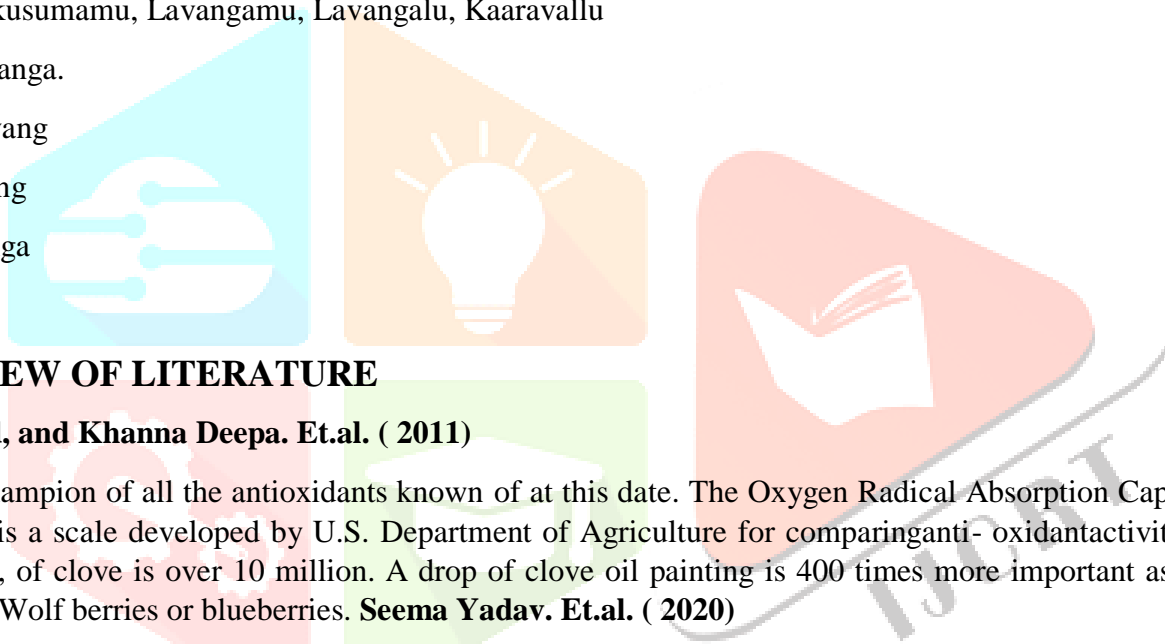 kusumamu, Lavangamu, Lavangalu, Kaaravallu
anga.
ang
ng
ga
EW OF LITERATURE
, and Khanna Deepa. Et.al. ( 2011)
ampion of all the antioxidants known of at this date. The Oxygen Radical Absorption Cap
is a scale developed by U.S. Department of Agriculture for comparinganti- oxidantactivit
, of clove is over 10 million. A drop of clove oil painting is 400 times more important as
Wolf berries or blueberries. Seema Yadav. Et.al. ( 2020)
IJCRT